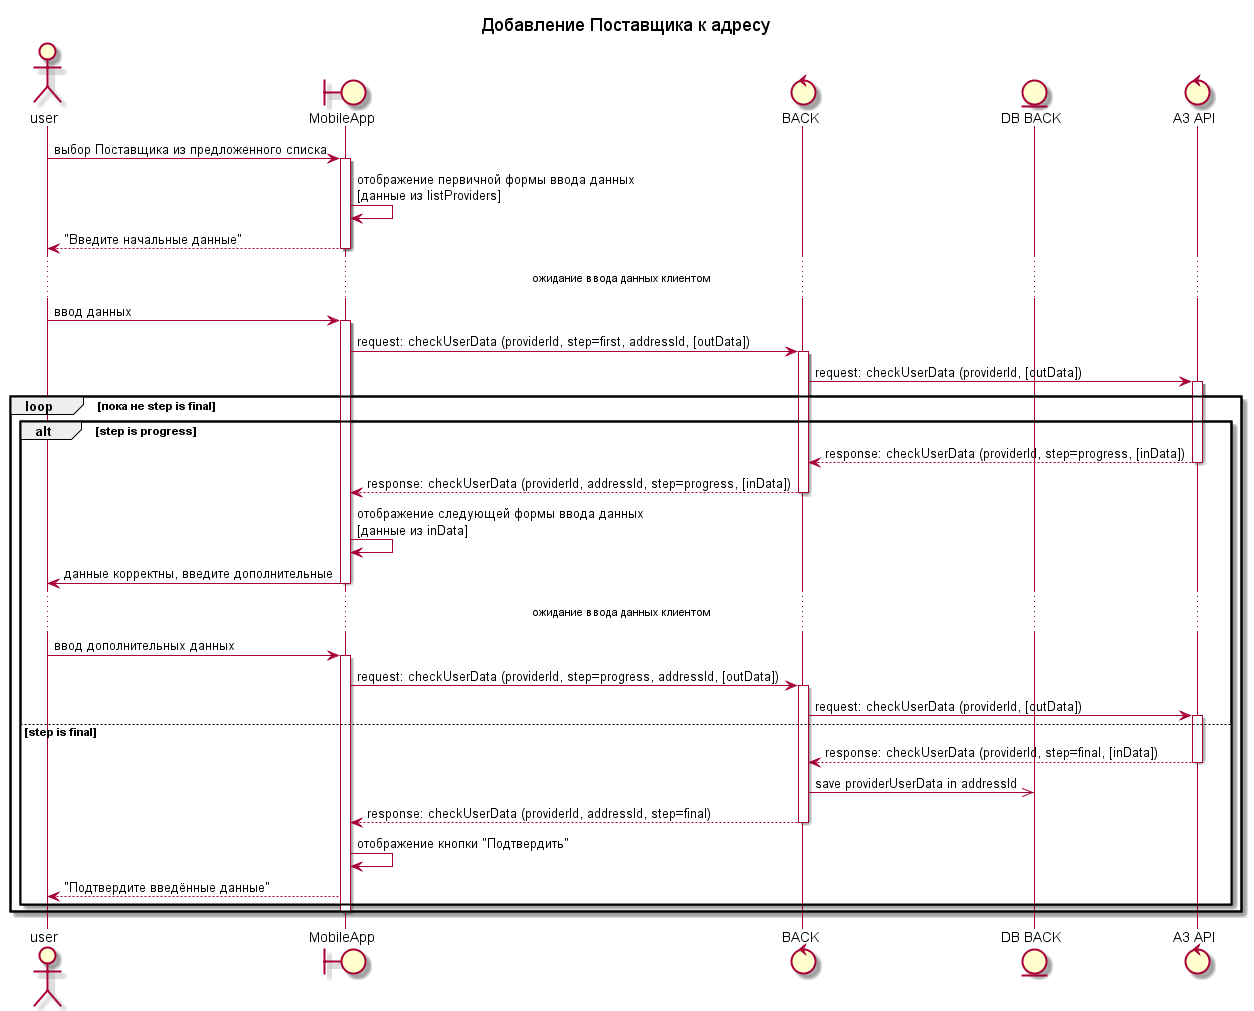 Добавление Поставщика к адресу
user
MobileApp
BACK
DB BACK
A3 API
выбор Поставщика из предложенного списка
отображение первичной формы ввода данных
[данные из listProviders]
"Введите начальные данные"
ожидание ввода данных клиентом
ввод данных
request: checkUserData (providerId, step=first, addressId, [outData])
request: checkUserData (providerId, [outData])
loop [пока не step is final]
alt [step is progress]
response: checkUserData (providerId, step=progress, [inData])
response: checkUserData (providerId, addressId, step=progress, [inData])
отображение следующей формы ввода данных
[данные из inData]
данные корректны, введите дополнительные
ожидание ввода данных клиентом
ввод дополнительных данных
request: checkUserData (providerId, step=progress, addressId, [outData])
request: checkUserData (providerId, [outData])
[step is final]
response: checkUserData (providerId, step=final, [inData])
save providerUserData in addressId
response: checkUserData (providerId, addressId, step=final)
отображение кнопки "Подтвердить"
"Подтвердите введённые данные"
user
MobileApp
BACK
DB BACK
A3 API